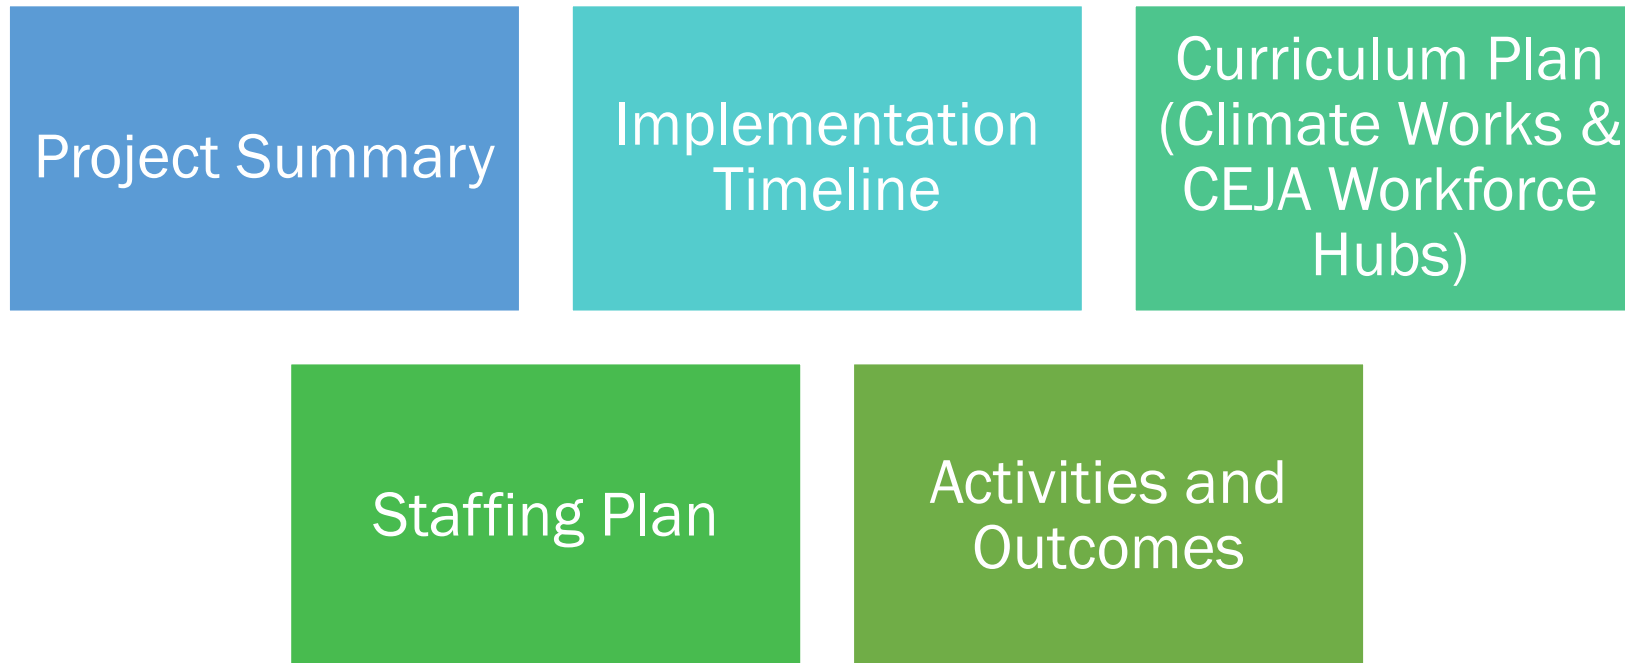 Project Summary
Implementation
Timeline
Curriculum Plan
(Climate Works &
CEJA Workforce
Hubs)
Staffing Plan
Activities and
Outcomes